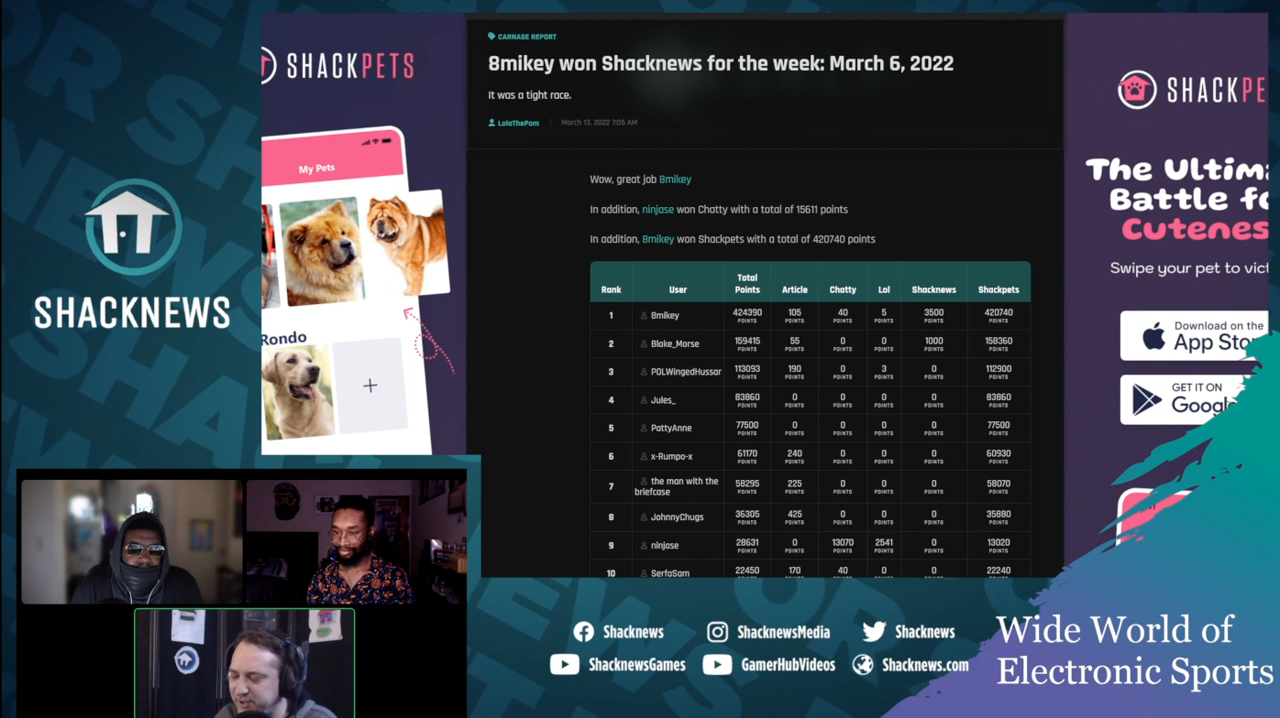 SHACKNEWS
SHACKPETS
My Pets
Rondo
+
CARNAGE REPORT
8mikey won Shacknews for the week: March 6, 2022
It was a tight race.
LolaThePom | March 13, 2022 7:05 AM
Wow, great job 8mikey
In addition, ninjase won Chatty with a total of 15611 points
In addition, 8mikey won Shackpets with a total of 420740 points
Rank User Total Points Article Chatty Lol Shacknews Shackpets
1 8mikey 424390 POINTS 105 POINTS 40 POINTS 5 POINTS 3500 POINTS 420740 POINTS
2 Blake_Morse 159415 POINTS 55 POINTS 0 POINTS 0 POINTS 1000 POINTS 158360 POINTS
3 P0LWingedHussar 113093 POINTS 190 POINTS 0 POINTS 3 POINTS 0 POINTS 112900 POINTS
4 Jules_ 83860 POINTS 0 POINTS 0 POINTS 0 POINTS 0 POINTS 83860 POINTS
5 PattyAnne 77500 POINTS 0 POINTS 0 POINTS 0 POINTS 0 POINTS 77500 POINTS
6 x-Rumpo-x 61170 POINTS 240 POINTS 0 POINTS 0 POINTS 0 POINTS 60930 POINTS
7 the man with the briefcase 58295 POINTS 225 POINTS 0 POINTS 0 POINTS 0 POINTS 58070 POINTS
8 JohnnyChugs 36305 POINTS 425 POINTS 0 POINTS 0 POINTS 0 POINTS 35880 POINTS
9 ninjase 28631 POINTS 0 POINTS 13070 POINTS 2541 POINTS 0 POINTS 13020 POINTS
10 SerfaSam 22450 170 40 0 0 22240
SHACKPE
The Ultima
Battle fo
Cutenes
Swipe your pet to vict
Download on the
App Sto
GET IT ON
Google
Shacknews ShacknewsMedia Shacknews
ShacknewsGames GamerHubVideos Shacknews.com
Wide World of
Electronic Sports